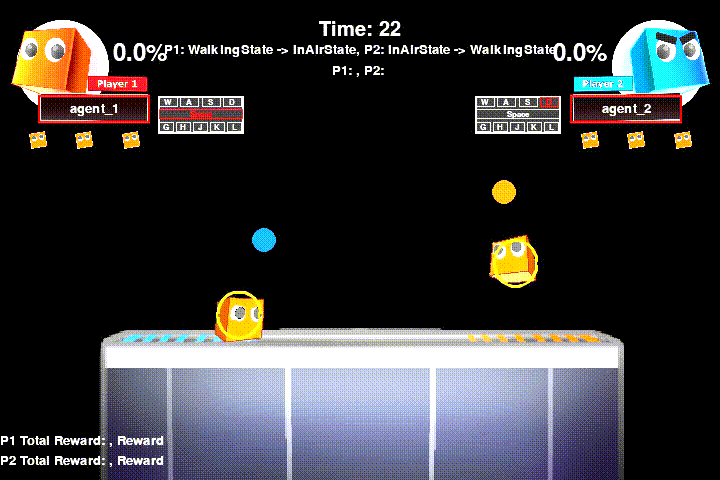 Time: 22
0.0% P1: WalkingState -> InAirState, P2: InAirState -> WalkingState 0.0%
P1: , P2:
Player 1
Player 2
agent_1
W A S D
G H J K L
W A S
Space
G H J K L
agent_2
P1 Total Reward: , Reward
P2 Total Reward: , Reward